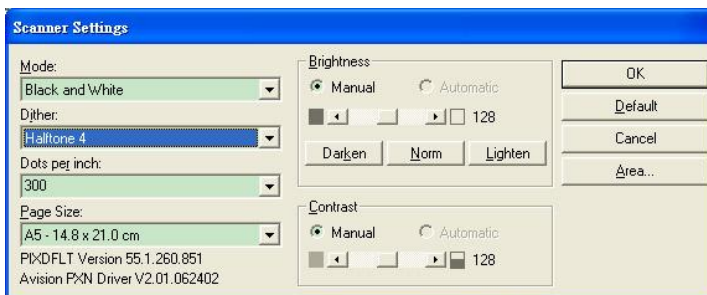 Scanner Settings
Mode:
Black and White
Dither:
Halftone 4
Dots per inch:
300
Page Size:
A5 - 14.8 x 21.0 cm
PIXDFLT Version 55.1.260.851
Avision PXN Driver V2.01.062402
Brightness
Manual Automatic
128
Darken Norm Lighten
Contrast
Manual Automatic
128
OK
Default
Cancel
Area...